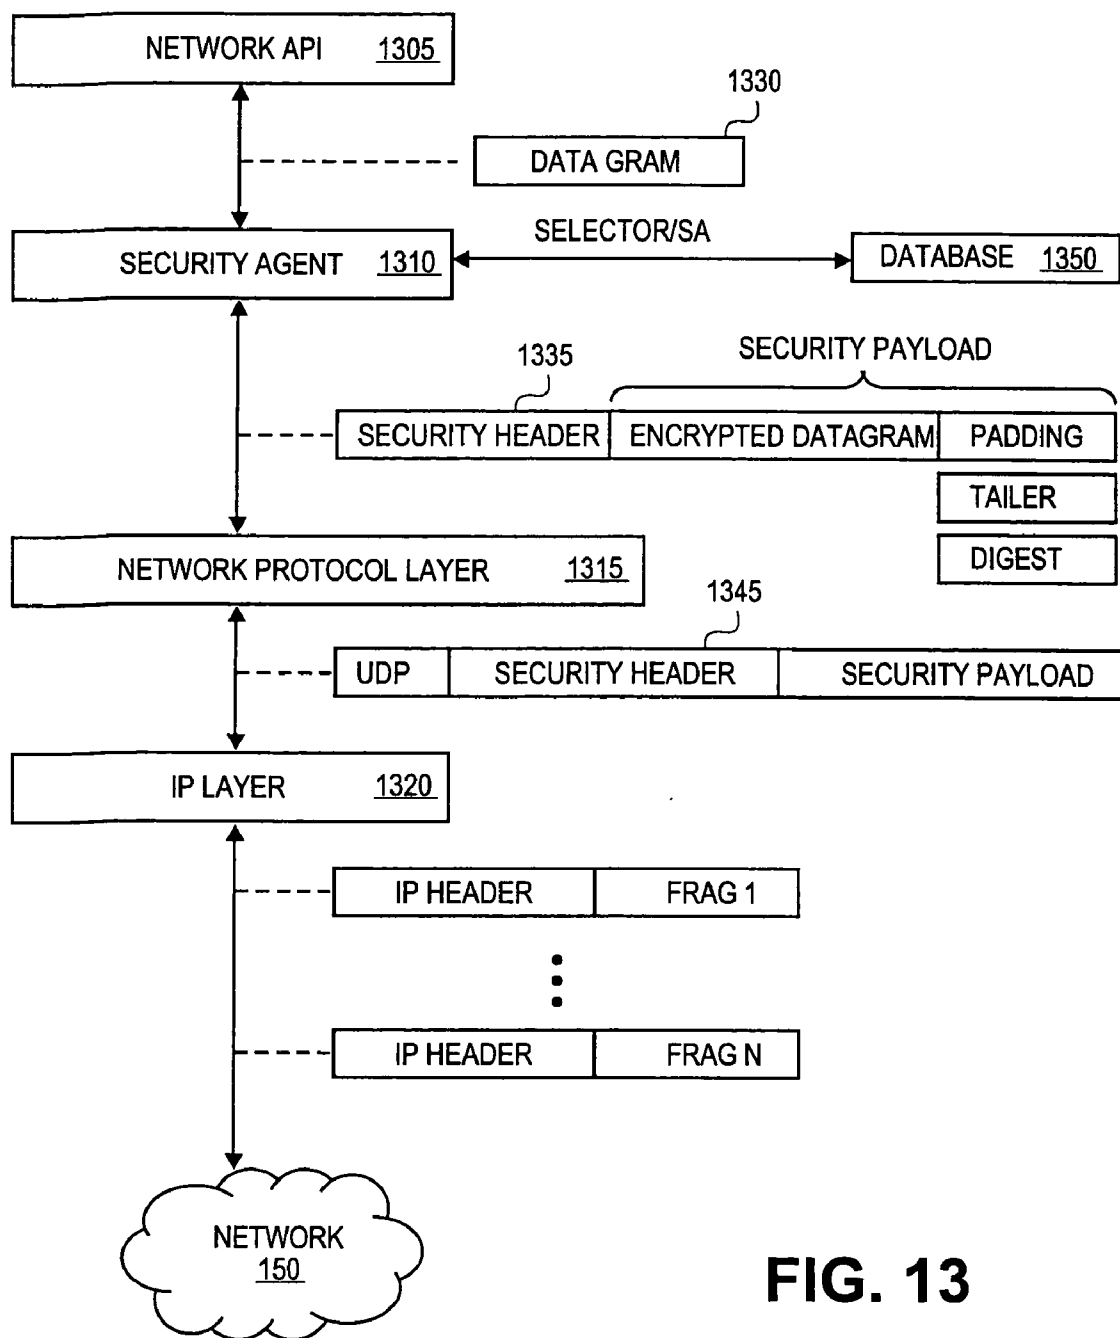 NETWORK API 1305
1330
DATA GRAM
SELECTOR/SA
SECURITY AGENT 1310
DATABASE 1350
SECURITY PAYLOAD
1335
SECURITY HEADER ENCRYPTED DATAGRAM PADDING
TAILER
DIGEST
NETWORK PROTOCOL LAYER 1315
1345
UDP SECURITY HEADER SECURITY PAYLOAD
IP LAYER 1320
IP HEADER FRAG 1
IP HEADER FRAG N
NETWORK
150
FIG. 13